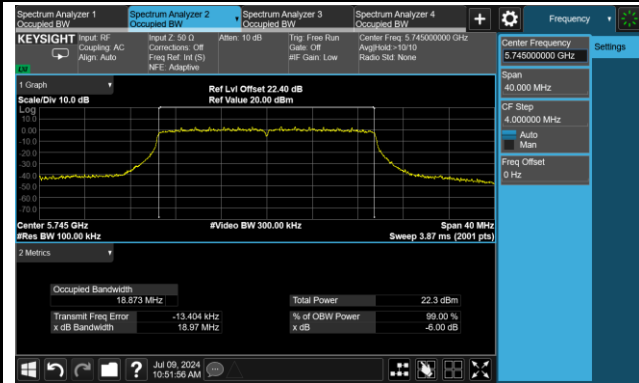 Spectrum Analyzer 1
Occupied BW
Spectrum Analyzer 2
Occupied BW
Spectrum Analyzer 3
Occupied BW
Spectrum Analyzer 4
Occupied BW
Frequency
KEYSIGHT
Input: RF
Coupling: AC
Align: Auto
Input Z: 50 Ω
Corrections: Off
Freq Ref: Int (S)
NFE: Adaptive
Atten: 10 dB
Trig: Free Run
Gate: Off
#IF Gain: Low
Center Freq: 5.745000000 GHz
Avg|Hold:>10/10
Radio Std: None
Center Frequency
5.745000000 GHz
Settings
Span
40.000 MHz
CF Step
4.000000 MHz
Auto
Man
Freq Offset
0 Hz
1 Graph
Scale/Div 10.0 dB
Ref Lvl Offset 22.40 dB
Ref Value 20.00 dBm
Log
10.0
0.00
-10.0
-20.0
-30.0
-40.0
-50.0
-60.0
-70.0
Center 5.745 GHz
#Res BW 100.00 kHz
#Video BW 300.00 kHz
Span 40 MHz
Sweep 3.87 ms (2001 pts)
2 Metrics
Occupied Bandwidth
18.873 MHz
Total Power 22.3 dBm
Transmit Freq Error -13.404 kHz
% of OBW Power 99.00 %
x dB Bandwidth 18.97 MHz
x dB -6.00 dB
Jul 09, 2024
10:51:56 AM